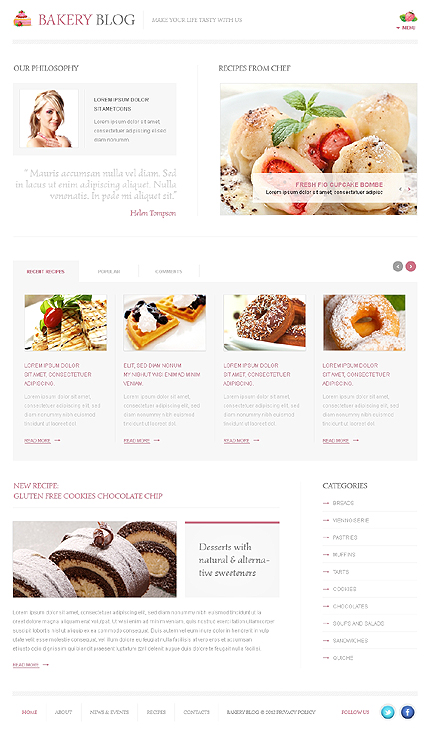 BAKERY BLOG
MAKE YOUR LIFE TASTY WITH US
MENU
OUR PHILOSOPHY
LOREM IPSUM DOLOR
SIT AMETCONS
Lorem ipsum dolor sit amet,
consectetuer adipiscing elised
diam nonummy.
“ Mauris accumsan nulla vel diam. Sed
in lacus ut enim adipiscing aliquet. Nulla
venenatis. In pede mi aliquet sit.”
Helen Tompson
RECIPES FROM CHEF
FRESH FIG CUPCAKE BOMBE
Lorem ipsum dolor sit amet, consectetuer adipisc
RECENT RECIPES
POPULAR
COMMENTS
LOREM IPSUM DOLOR
SIT AMET, CONSECTETUER
ADIPISCING.
Lorem ipsum dolor sit amet,
consectetuer adipiscing elit, sed
diam nonummy nibh euismod
tincidunt ut laoreet dol.
READ MORE
ELIT, SED DIAN NONUM
MY NIGHUT WISI ENIM AD MINIM
VENIAM.
Lorem ipsum dolor sit amet,
consectetuer adipiscing elit, sed
diam nonummy nibh euismod
tincidunt ut laoreet dol.
READ MORE
LOREM IPSUM DOLOR
SIT AMET, CONSECTETUER
ADIPISCING.
Lorem ipsum dolor sit amet,
consectetuer adipiscing elit, sed
diam nonummy nibh euismod
tincidunt ut laoreet dol.
READ MORE
LOREM IPSUM DOLOR
SIT AMET, CONSECTETUER
ADIPISCING.
Lorem ipsum dolor sit amet,
consectetuer adipiscing elit, sed
diam nonummy nibh euismod
tincidunt ut laoreet dol.
READ MORE
NEW RECIPE:
GLUTEN FREE COOKIES CHOCOLATE CHIP
Desserts with
natural & alterna-
tive sweeteners
Lorem ipsum dolor sit amet, consectetuer adipiscing elit, sed diam nonummy nibh euismod tincidunt ut
laoreet dolore magna aliquamerat volutpat. Ut wisi enim ad minim veniam, quis nostrud exerci tation ullamcorper
suscipit lobortis nisl ut aliquip ex ea commodo consequat. Duis autem vel eum iriure dolor in hendrerit in vulp
utate velit esse molestie consequat, vel illum dolore eu feugiat nulla facilisis at vero eros et accumsan
etiusto odio dignissim qui blandit praesent luptatum zzril delenit augue duis dolore te feugait nulla facilisi.
READ MORE
CATEGORIES
BREADS
VIENNOISERIE
PASTRIES
MUFFINS
TARTS
COOKIES
CHOCOLATES
SOUPS AND SALADS
SANDWICHES
QUICHE
HOME
ABOUT
NEWS & EVENTS
RECIPES
CONTACTS
BAKERY BLOG © 2012 PRIVACY POLICY
FOLLOW US